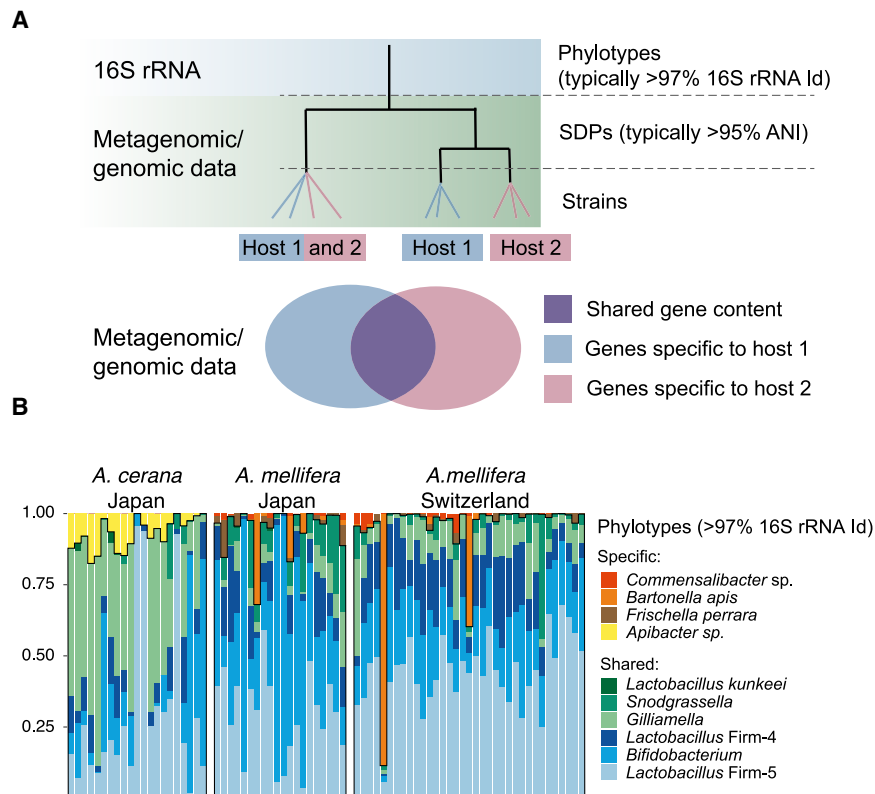 A
16S rRNA
Phylotypes
(typically >97% 16S rRNA Id)
Metagenomic/
genomic data
SDPs (typically >95% ANI)
Strains
Host 1 and 2
Host 1
Host 2
Metagenomic/
genomic data
Shared gene content
Genes specific to host 1
Genes specific to host 2
B
A. cerana
Japan
A. mellifera
Japan
A.mellifera
Switzerland
1.00
0.75
0.50
0.25
Phylotypes (>97% 16S rRNA Id)
Specific:
Commensalibacter sp.
Bartonella apis
Frischella perrara
Apibacter sp.
Shared:
Lactobacillus kunkeei
Snodgrassella
Gilliamella
Lactobacillus Firm-4
Bifidobacterium
Lactobacillus Firm-5